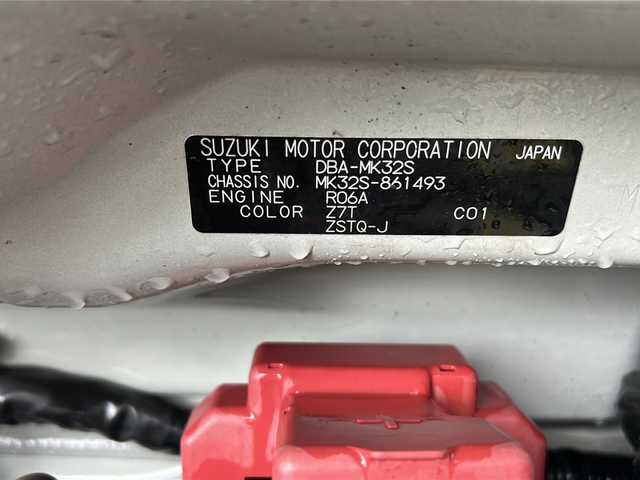 SUZUKI MOTOR CORPORATION JAPAN
TYPE DBA-MK32S
CHASSIS NO. MK32S-861493
ENGINE R06A
COLOR Z7T C01
ZSTQ-J